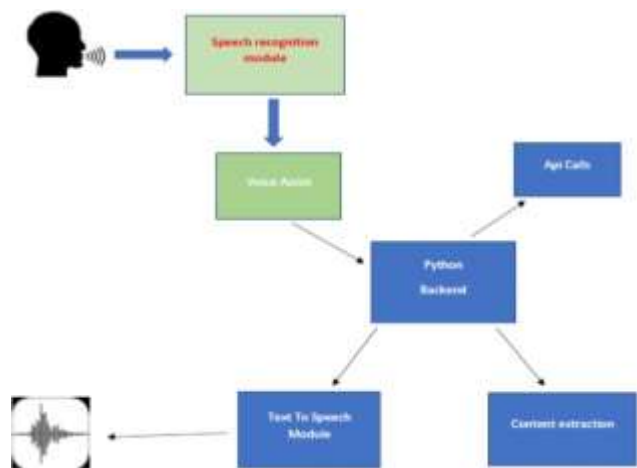 Speech recognition
module
Voice Assist
Api Calls
Python
Backend
Text To Speech
Module
Content extraction